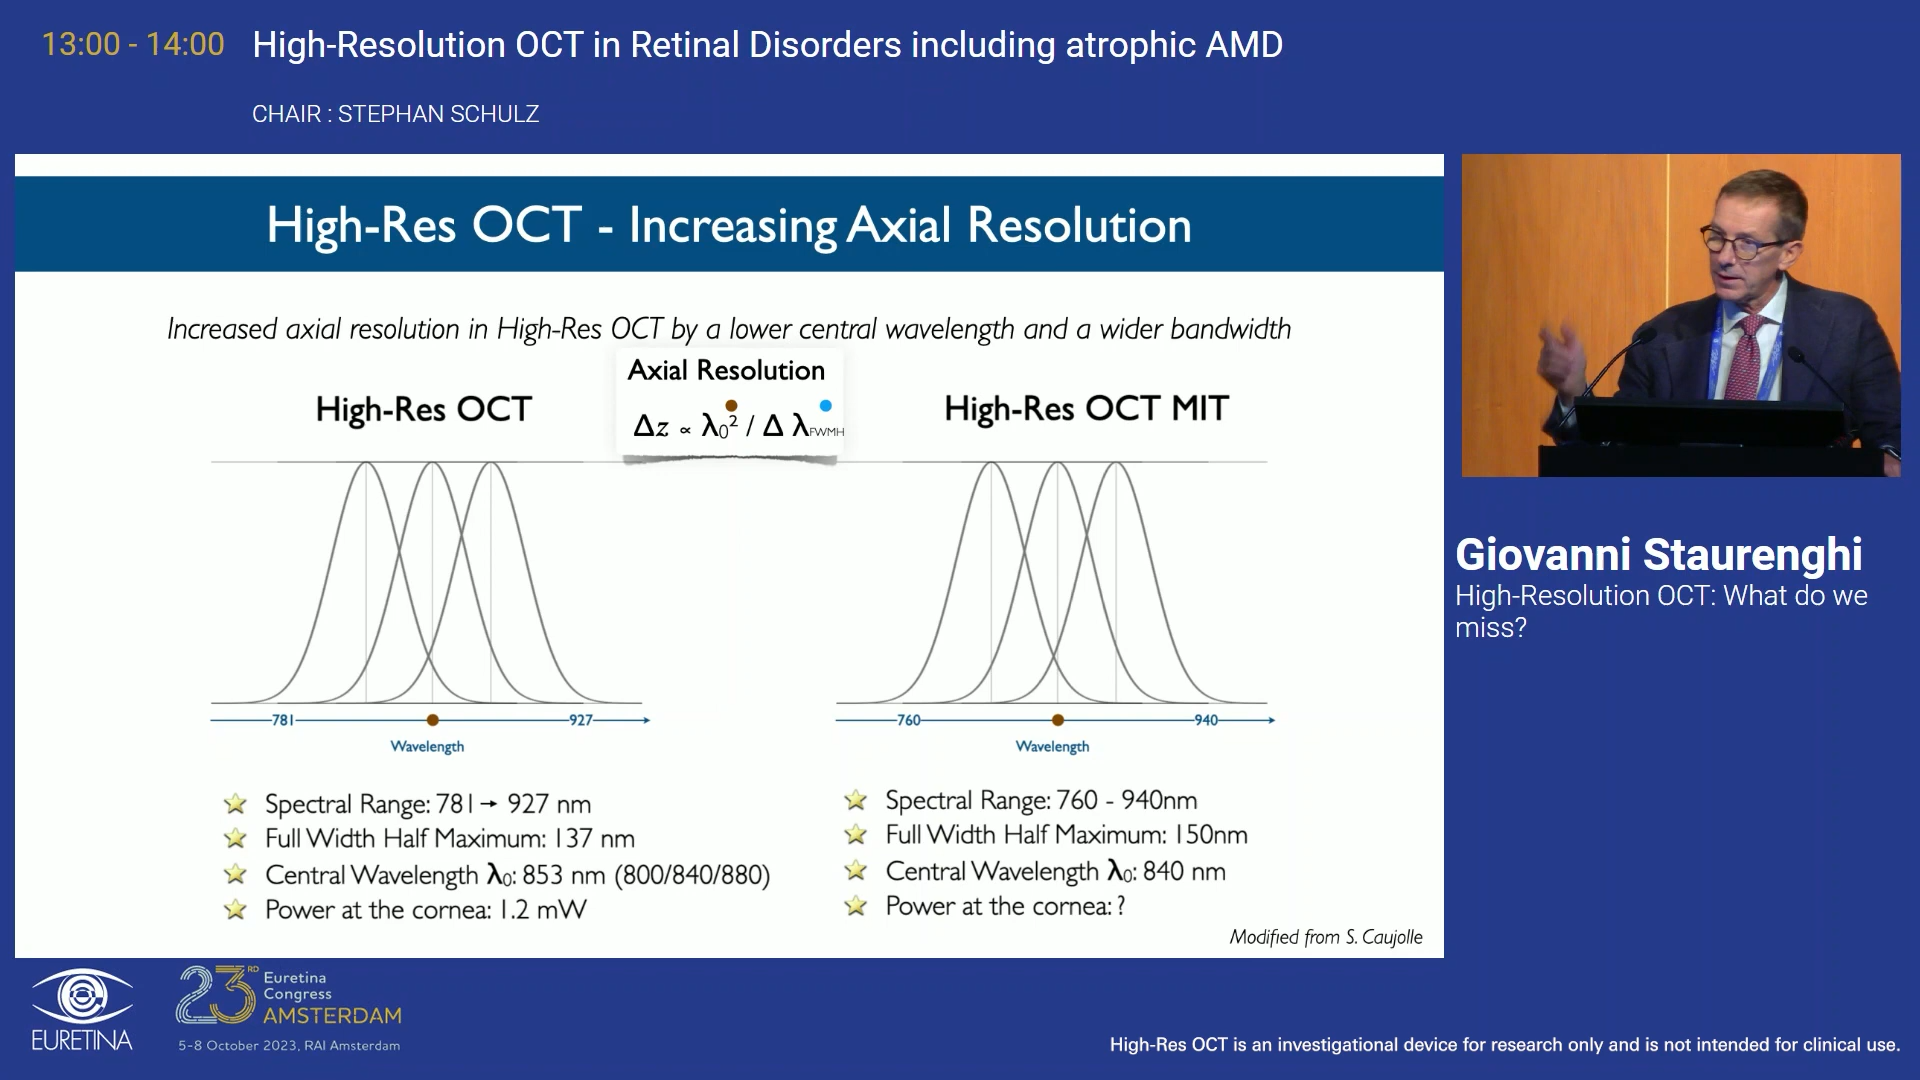 13:00 - 14:00 High-Resolution OCT in Retinal Disorders including atrophic AMD
CHAIR : STEPHAN SCHULZ
High-Res OCT - Increasing Axial Resolution
Increased axial resolution in High-Res OCT by a lower central wavelength and a wider bandwidth
Axial Resolution
Δz ∝ λ₀² / Δ λFWMH
High-Res OCT
781 927
Wavelength
Spectral Range: 781 → 927 nm
Full Width Half Maximum: 137 nm
Central Wavelength λ₀: 853 nm (800/840/880)
Power at the cornea: 1.2 mW
High-Res OCT MIT
760 940
Wavelength
Spectral Range: 760 - 940nm
Full Width Half Maximum: 150nm
Central Wavelength λ₀: 840 nm
Power at the cornea: ?
Modified from S. Caujolle
Giovanni Staurenghi
High-Resolution OCT: What do we
miss?
EURETINA
23RD
Euretina
Congress
AMSTERDAM
5-8 October 2023, RAI Amsterdam
High-Res OCT is an investigational device for research only and is not intended for clinical use.